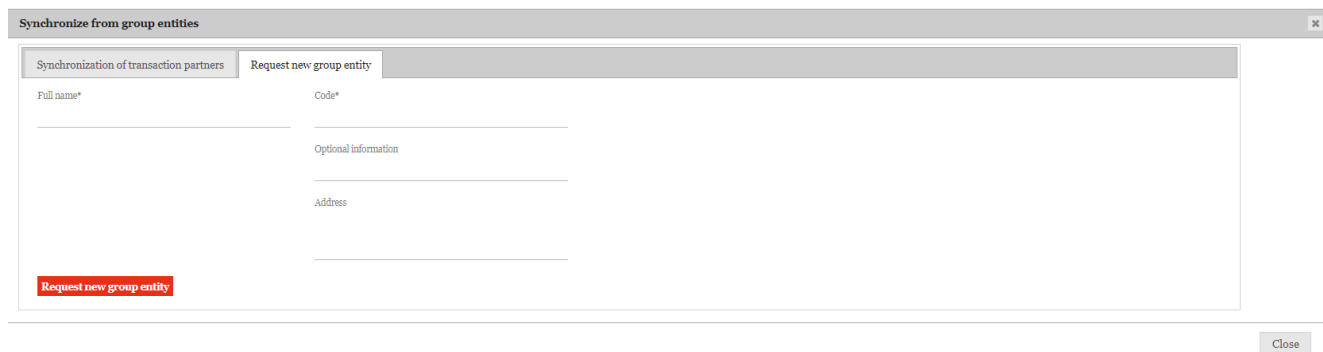 Synchronize from group entities
Synchronization of transaction partners Request new group entity
Full name* Code*
Optional information
Address
Request new group entity
Close